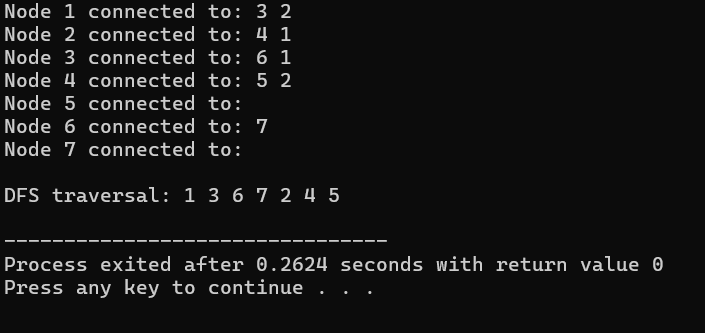 Node 1 connected to: 3 2
Node 2 connected to: 4 1
Node 3 connected to: 6 1
Node 4 connected to: 5 2
Node 5 connected to:
Node 6 connected to: 7
Node 7 connected to:
DFS traversal: 1 3 6 7 2 4 5
--------------------------------
Process exited after 0.2624 seconds with return value 0
Press any key to continue . . .